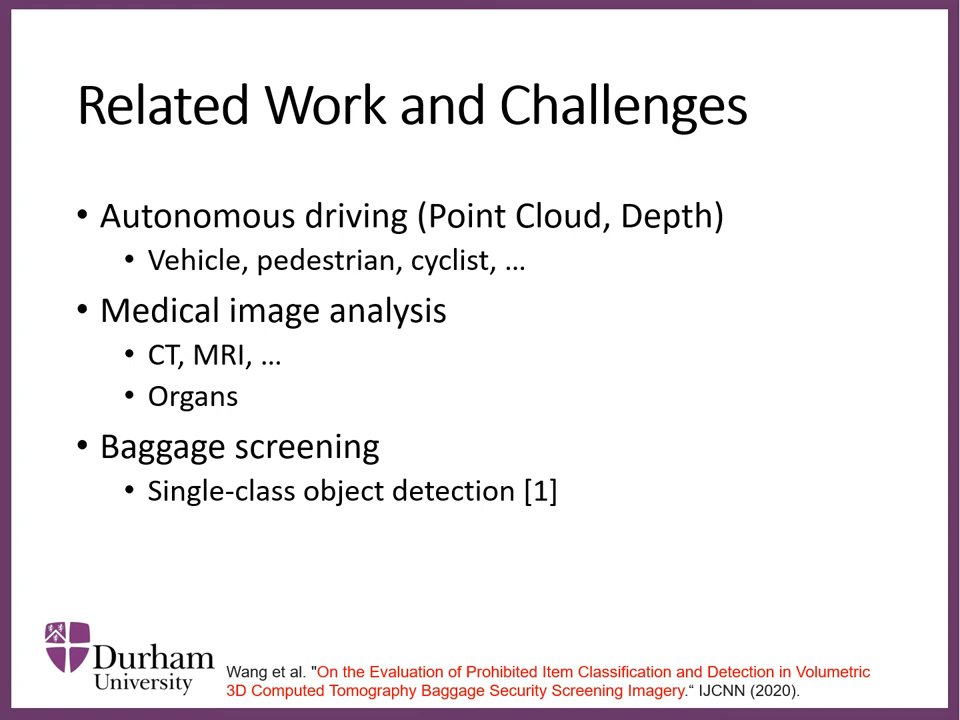 Related Work and Challenges
• Autonomous driving (Point Cloud, Depth)
• Vehicle, pedestrian, cyclist, …
• Medical image analysis
• CT, MRI, …
• Organs
• Baggage screening
• Single-class object detection [1]
Durham
University
Wang et al. "On the Evaluation of Prohibited Item Classification and Detection in Volumetric
3D Computed Tomography Baggage Security Screening Imagery.“ IJCNN (2020).